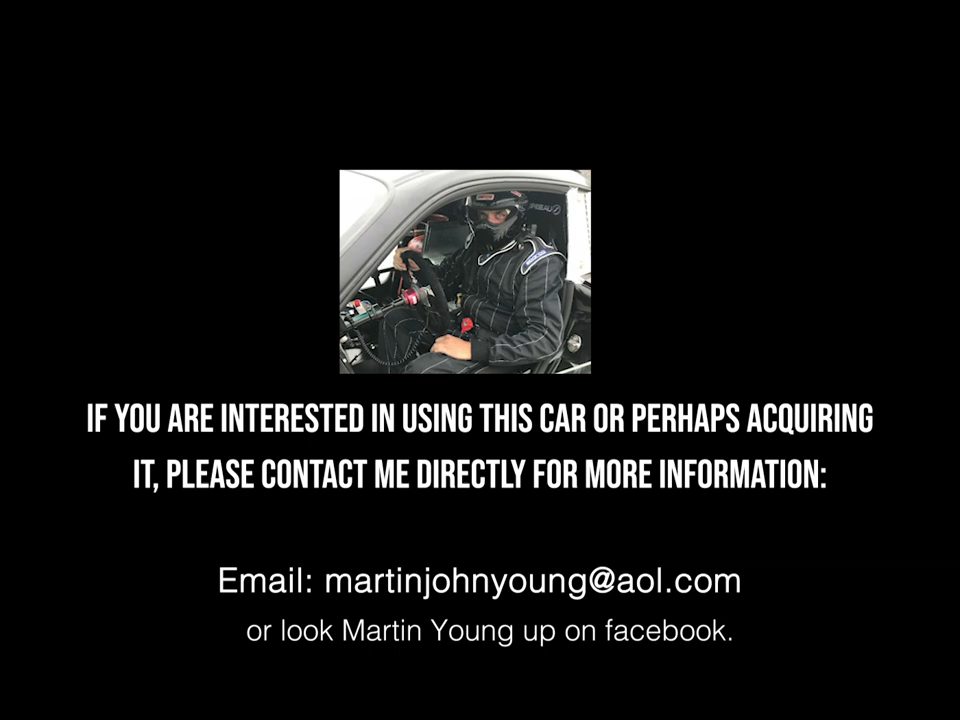 IF YOU ARE INTERESTED IN USING THIS CAR OR PERHAPS ACQUIRING
IT, PLEASE CONTACT ME DIRECTLY FOR MORE INFORMATION:
Email: martinjohnyoung@aol.com
or look Martin Young up on facebook.